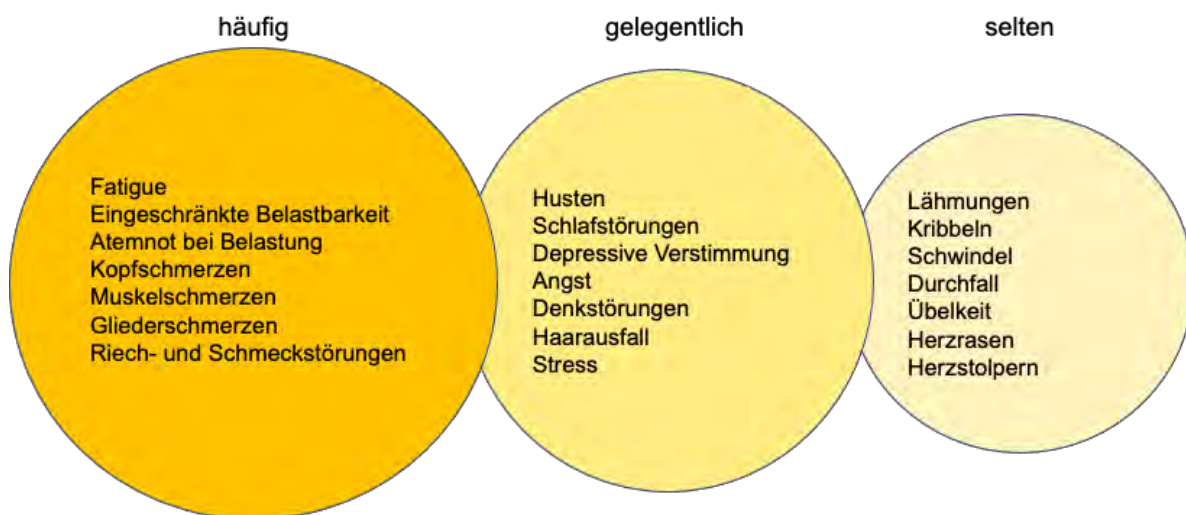 häufig
gelegentlich
selten
Fatigue
Eingeschränkte Belastbarkeit
Atemnot bei Belastung
Kopfschmerzen
Muskelschmerzen
Gliederschmerzen
Riech- und Schmeckstörungen
Husten
Schlafstörungen
Depressive Verstimmung
Angst
Denkstörungen
Haarausfall
Stress
Lähmungen
Kribbeln
Schwindel
Durchfall
Übelkeit
Herzrasen
Herzstolpern